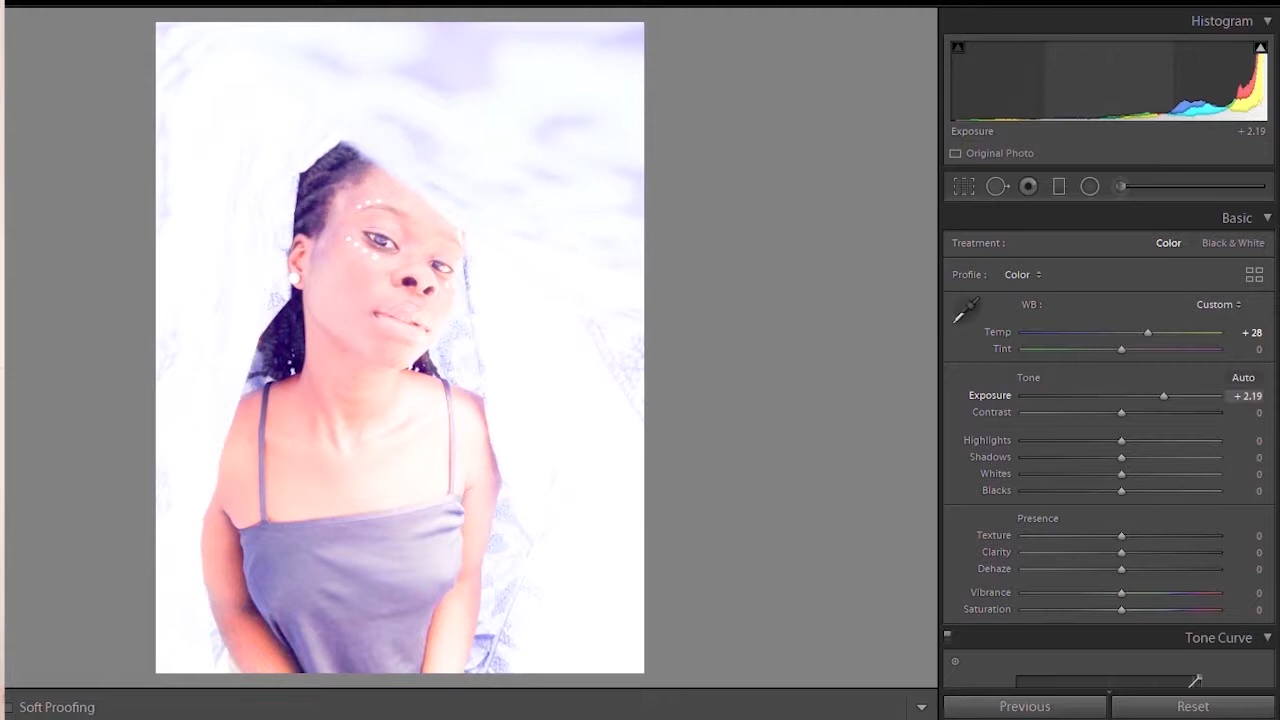 Histogram
Exposure + 2.19
Original Photo
Basic
Treatment : Color Black & White
Profile : Color
WB : Custom
Temp + 28
Tint 0
Tone Auto
Exposure + 2.19
Contrast 0
Highlights 0
Shadows 0
Whites 0
Blacks 0
Presence
Texture 0
Clarity 0
Dehaze 0
Vibrance 0
Saturation 0
Tone Curve
Soft Proofing Previous Reset